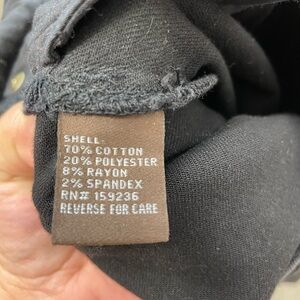 SHELL:
70% COTTON
20% POLYESTER
8% RAYON
2% SPANDEX
RN# 159236
REVERSE FOR CARE